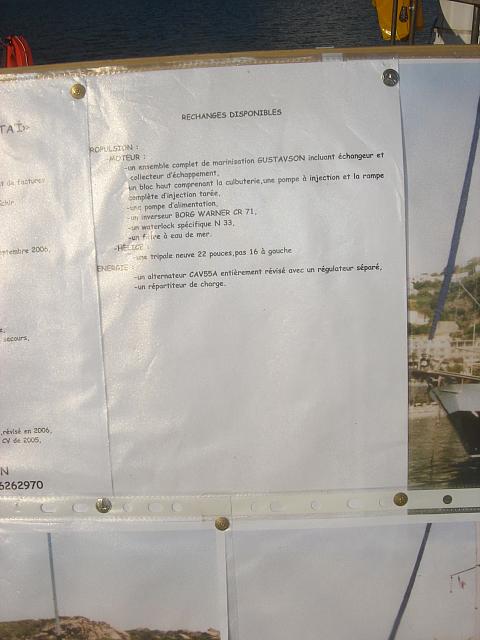 TAÏ»
t de factures
chir
eptembre 2006,
secours,
,révisé en 2006,
CV de 2005,
N
6262970
RECHANGES DISPONIBLES
ROPULSION :
-MOTEUR :
-un ensemble complet de marinisation GUSTAVSON incluant échangeur et
collecteur d'échappement,
-un bloc haut comprenant la culbuterie,une pompe à injection et la rampe
complète d'injection tarée,
-une pompe d'alimentation,
-un inverseur BORG WARNER CR 71,
-un waterlock spécifique N 33,
-un filtre à eau de mer.
-HELICE :
-une tripale neuve 22 pouces,pas 16 à gauche
ENERGIE :
-un alternateur CAV55A entièrement révisé avec un régulateur séparé,
-un répartiteur de charge.